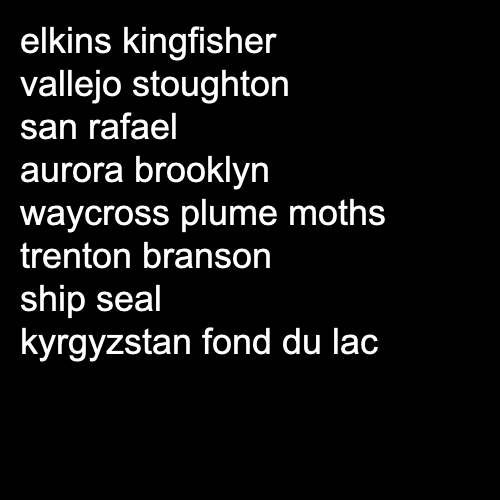 elkins kingfisher
vallejo stoughton
san rafael
aurora brooklyn
waycross plume moths
trenton branson
ship seal
kyrgyzstan fond du lac